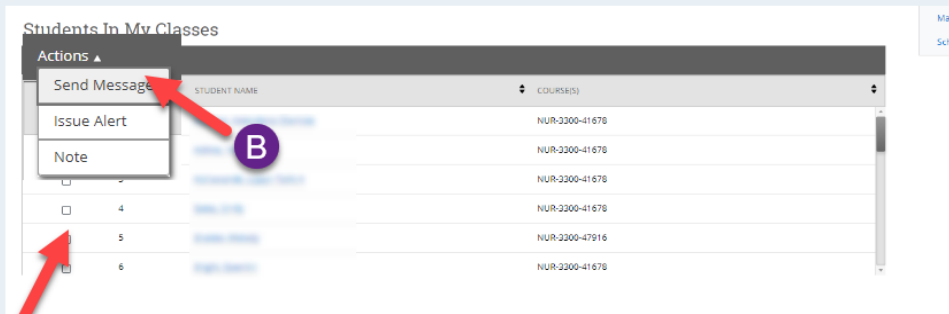 Students In My Classes
Actions ▲
Send Message
Issue Alert
Note
B
STUDENT NAME
COURSE(S)
NUR-3300-41678
NUR-3300-41678
NUR-3300-41678
4 NUR-3300-41678
5 NUR-3300-47916
6 NUR-3300-41678